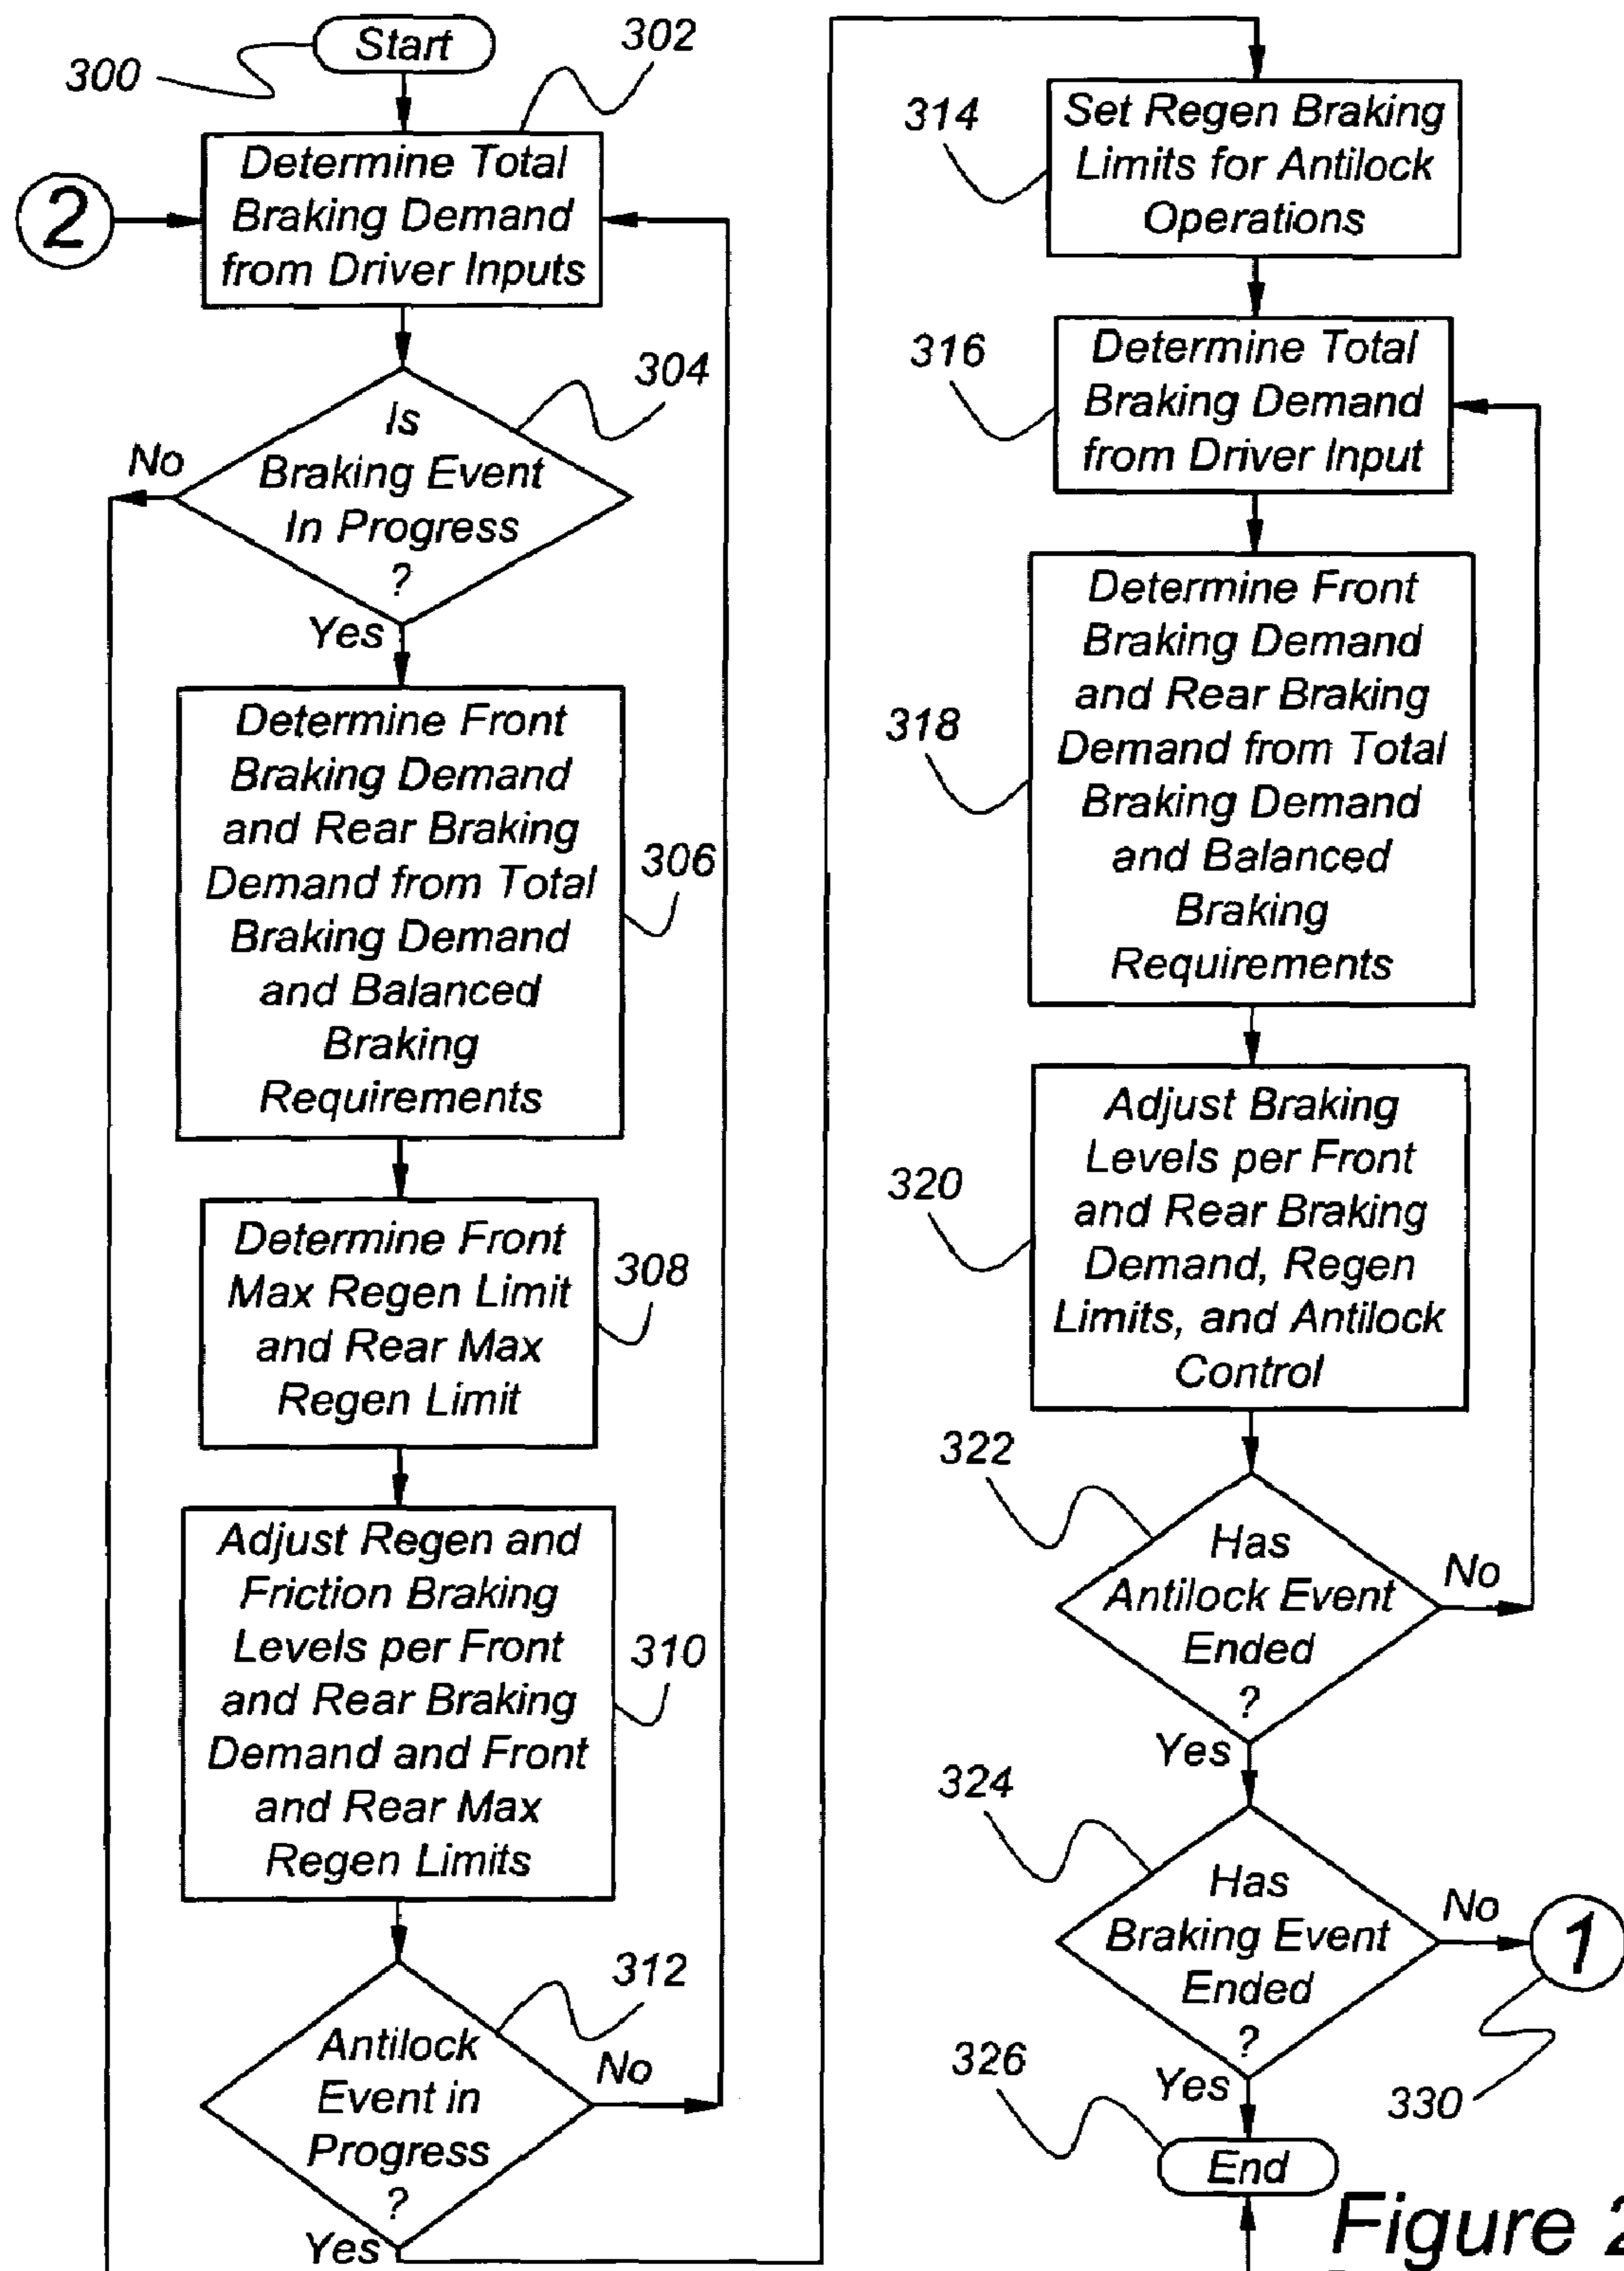 Start
300
302
Determine Total
Braking Demand
from Driver Inputs
2
304
Is
Braking Event
In Progress
?
No
Yes
Determine Front
Braking Demand
and Rear Braking
Demand from Total
Braking Demand
and Balanced
Braking
Requirements
306
Determine Front
Max Regen Limit
and Rear Max
Regen Limit
308
Adjust Regen and
Friction Braking
Levels per Front
and Rear Braking
Demand and Front
and Rear Max
Regen Limits
310
312
Antilock
Event in
Progress
?
No
Yes
314
Set Regen Braking
Limits for Antilock
Operations
316
Determine Total
Braking Demand
from Driver Input
318
Determine Front
Braking Demand
and Rear Braking
Demand from Total
Braking Demand
and Balanced
Braking
Requirements
320
Adjust Braking
Levels per Front
and Rear Braking
Demand, Regen
Limits, and Antilock
Control
322
Has
Antilock Event
Ended
?
No
Yes
324
Has
Braking Event
Ended
?
No
1
330
Yes
326
End
Figure 2